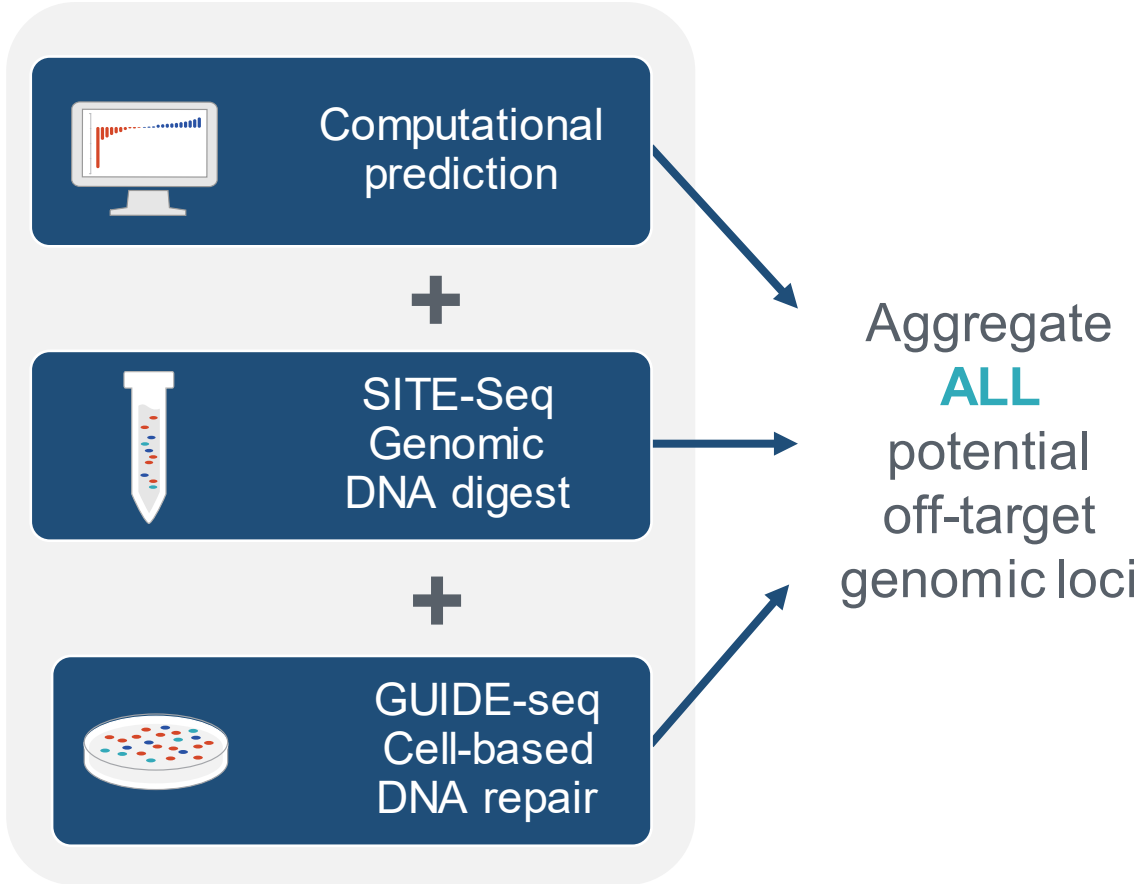 Computational
prediction
+
SITE-Seq
Genomic
DNA digest
+
GUIDE-seq
Cell-based
DNA repair
Aggregate
ALL
potential
off-target
genomic loci